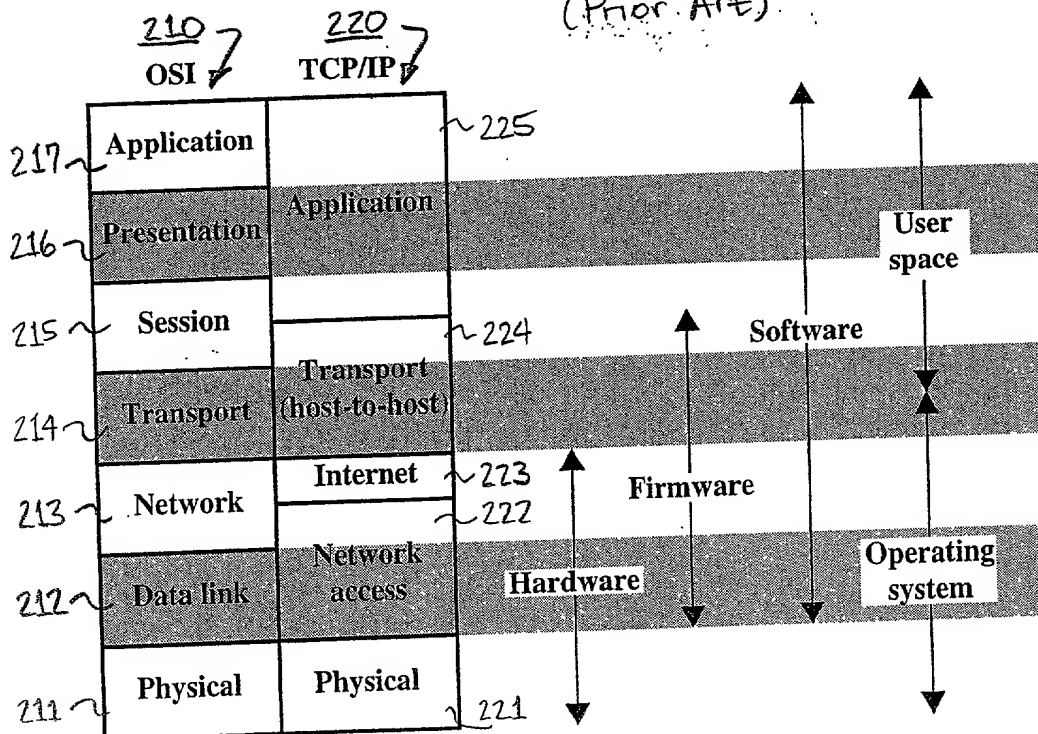 (Prior Art)
210 220
OSI TCP/IP
225
217 Application
Application
216 Presentation
User
space
215 Session
224
Software
Transport
(host-to-host)
214 Transport
Internet 223
Firmware
213 Network
222
Network
access
Operating
system
Hardware
212 Data link
Physical Physical
211 221